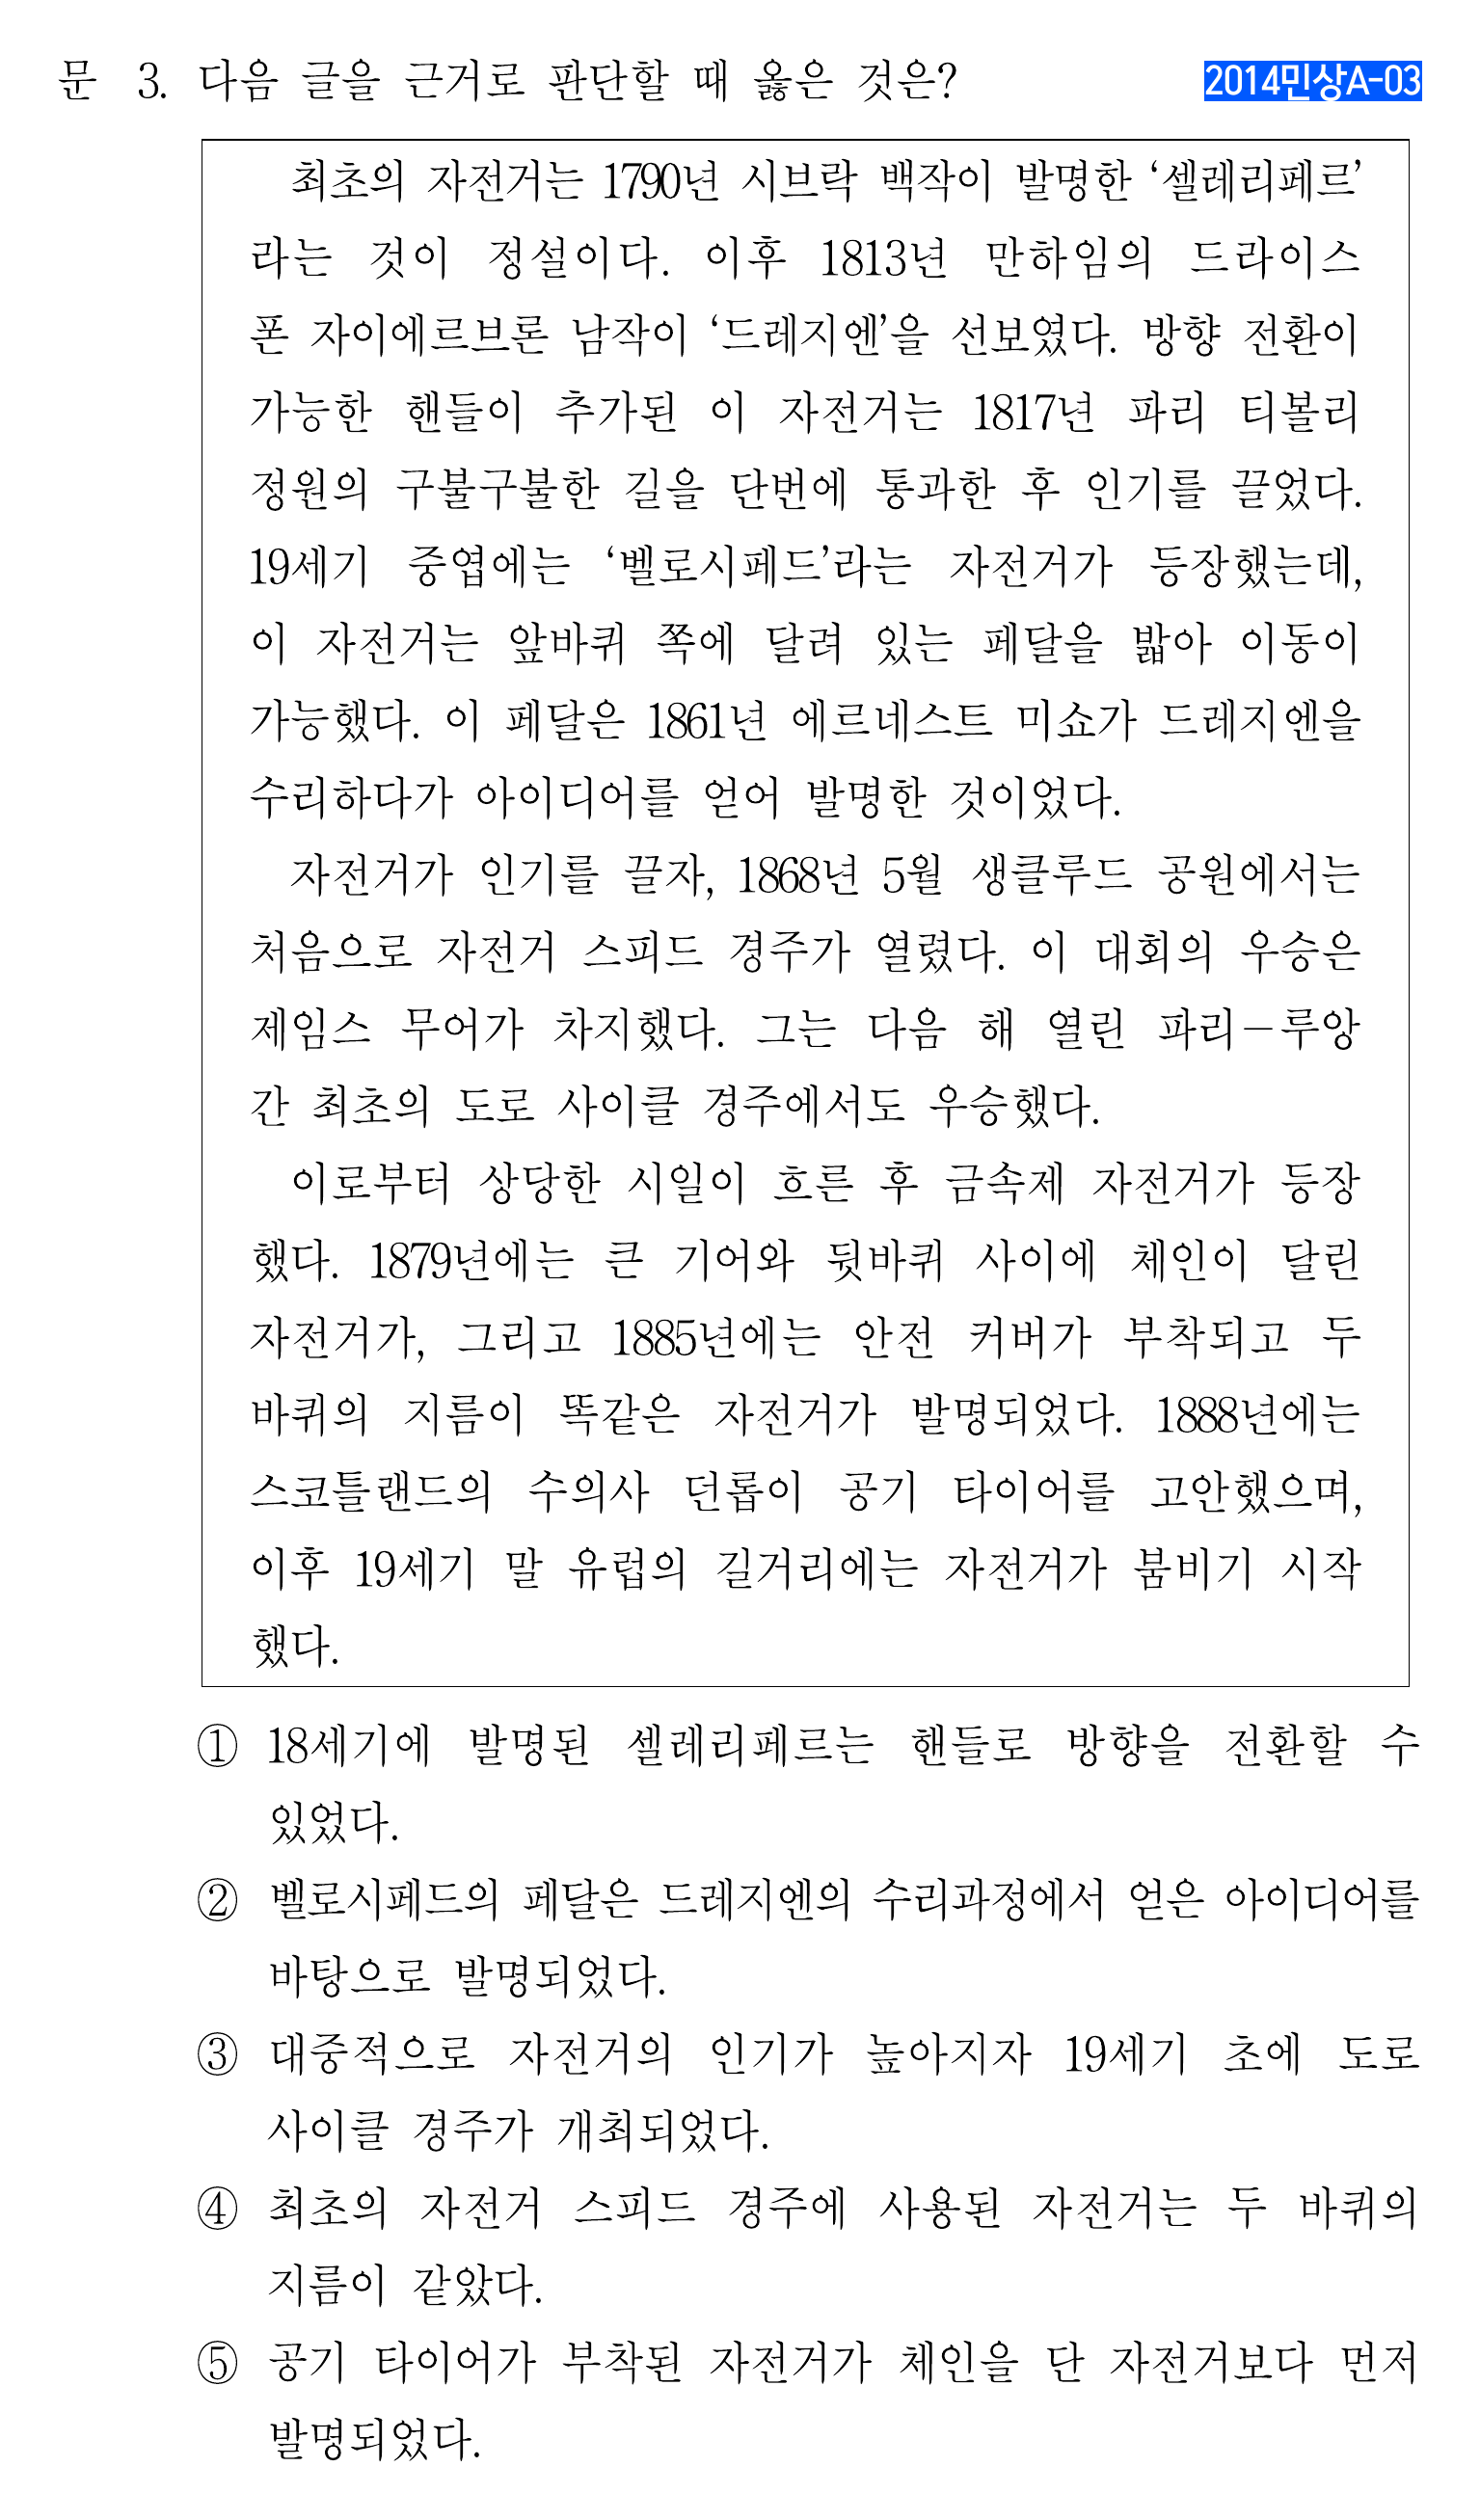 문 3. 다음 글을 근거로 판단할 때 옳은 것은?
2014민상A-03
최초의 자전거는 1790년 시브락 백작이 발명한 ‘셀레리페르’
라는 것이 정설이다. 이후 1813년 만하임의 드라이스
폰 자이에르브론 남작이 ‘드레지엔’을 선보였다. 방향 전환이
가능한 핸들이 추가된 이 자전거는 1817년 파리 티볼리
정원의 구불구불한 길을 단번에 통과한 후 인기를 끌었다.
19세기 중엽에는 ‘벨로시페드’라는 자전거가 등장했는데,
이 자전거는 앞바퀴 쪽에 달려 있는 페달을 밟아 이동이
가능했다. 이 페달은 1861년 에르네스트 미쇼가 드레지엔을
수리하다가 아이디어를 얻어 발명한 것이었다.
자전거가 인기를 끌자, 1868년 5월 생클루드 공원에서는
처음으로 자전거 스피드 경주가 열렸다. 이 대회의 우승은
제임스 무어가 차지했다. 그는 다음 해 열린 파리-루앙
간 최초의 도로 사이클 경주에서도 우승했다.
이로부터 상당한 시일이 흐른 후 금속제 자전거가 등장
했다. 1879년에는 큰 기어와 뒷바퀴 사이에 체인이 달린
자전거가, 그리고 1885년에는 안전 커버가 부착되고 두
바퀴의 지름이 똑같은 자전거가 발명되었다. 1888년에는
스코틀랜드의 수의사 던롭이 공기 타이어를 고안했으며,
이후 19세기 말 유럽의 길거리에는 자전거가 붐비기 시작
했다.
① 18세기에 발명된 셀레리페르는 핸들로 방향을 전환할 수
있었다.
② 벨로시페드의 페달은 드레지엔의 수리과정에서 얻은 아이디어를
바탕으로 발명되었다.
③ 대중적으로 자전거의 인기가 높아지자 19세기 초에 도로
사이클 경주가 개최되었다.
④ 최초의 자전거 스피드 경주에 사용된 자전거는 두 바퀴의
지름이 같았다.
⑤ 공기 타이어가 부착된 자전거가 체인을 단 자전거보다 먼저
발명되었다.